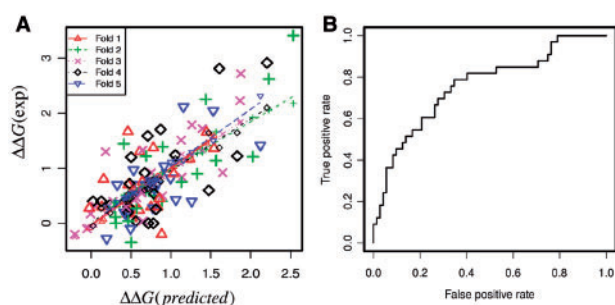 A
B
Fold 1
Fold 2
Fold 3
Fold 4
Fold 5
ΔΔG(exp)
3
2
1
0
0.0 0.5 1.0 1.5 2.0 2.5
ΔΔG(predicted)
True positive rate
1.0
0.8
0.6
0.4
0.2
0.0
0.0 0.2 0.4 0.6 0.8 1.0
False positive rate